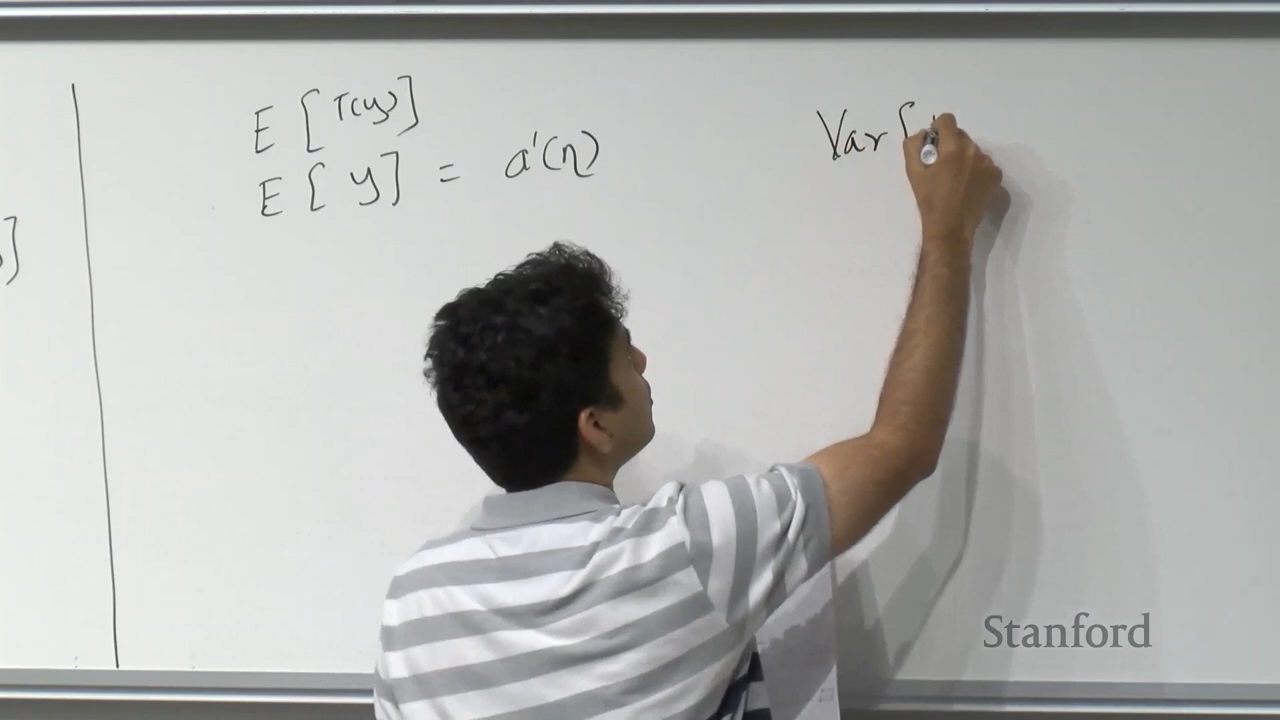 E [T(y)]
E [ y ] = a'(η)
Var [
Stanford